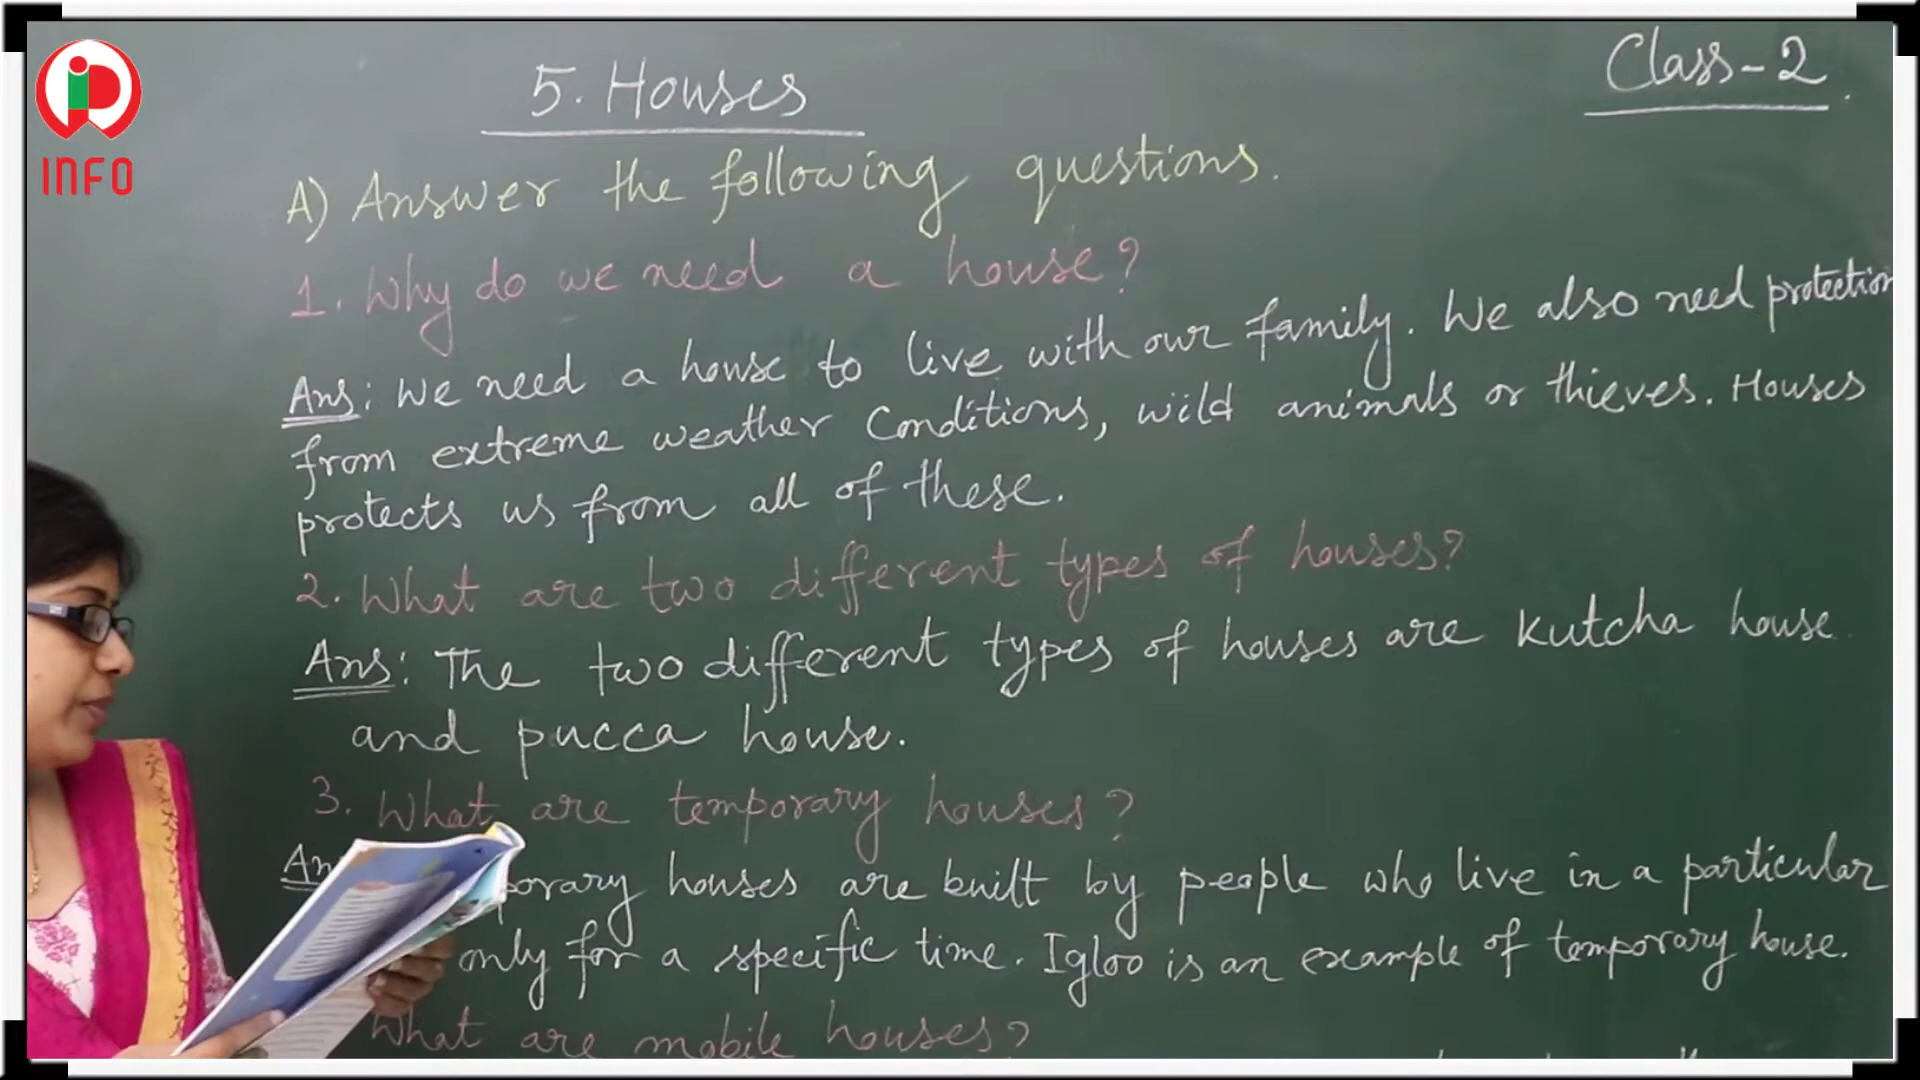 INFO
5. Houses
Class-2
A) Answer the following questions.
1. Why do we need a house?
Ans: We need a house to live with our family. We also need protection
from extreme weather Conditions, wild animals or thieves. Houses
protects us from all of these.
2. What are two different types of houses?
Ans: The two different types of houses are Kutcha house
and pucca house.
3. What are temporary houses?
An porary houses are built by people who live in a particular
only for a specific time. Igloo is an example of temporary house.
What are mobile houses?